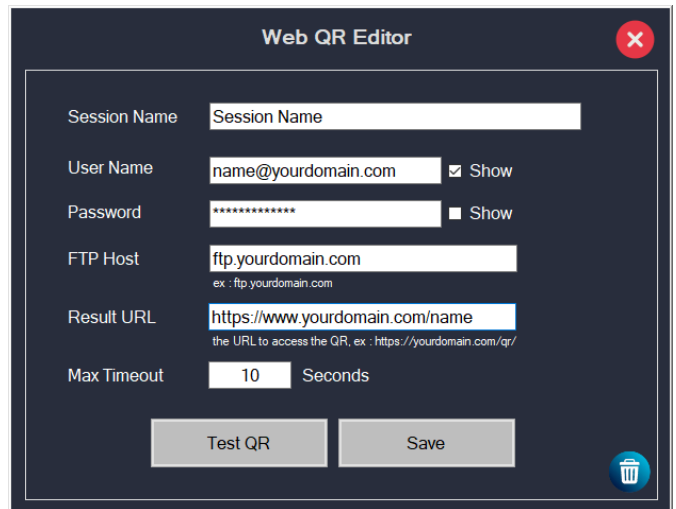 Web QR Editor
Session Name Session Name
User Name name@yourdomain.com Show
Password ************* Show
FTP Host ftp.yourdomain.com
ex : ftp.yourdomain.com
Result URL https://www.yourdomain.com/name
the URL to access the QR, ex : https://yourdomain.com/qr/
Max Timeout 10 Seconds
Test QR Save